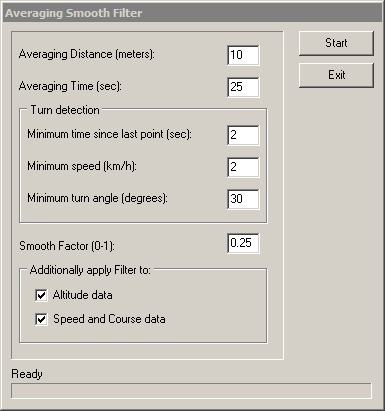 Averaging Smooth Filter
Averaging Distance (meters): 10
Start
Averaging Time (sec): 25
Exit
Turn detection
Minimum time since last point (sec): 2
Minimum speed (km/h): 2
Minimum turn angle (degrees): 30
Smooth Factor (0-1): 0.25
Additionally apply Filter to:
Altitude data
Speed and Course data
Ready